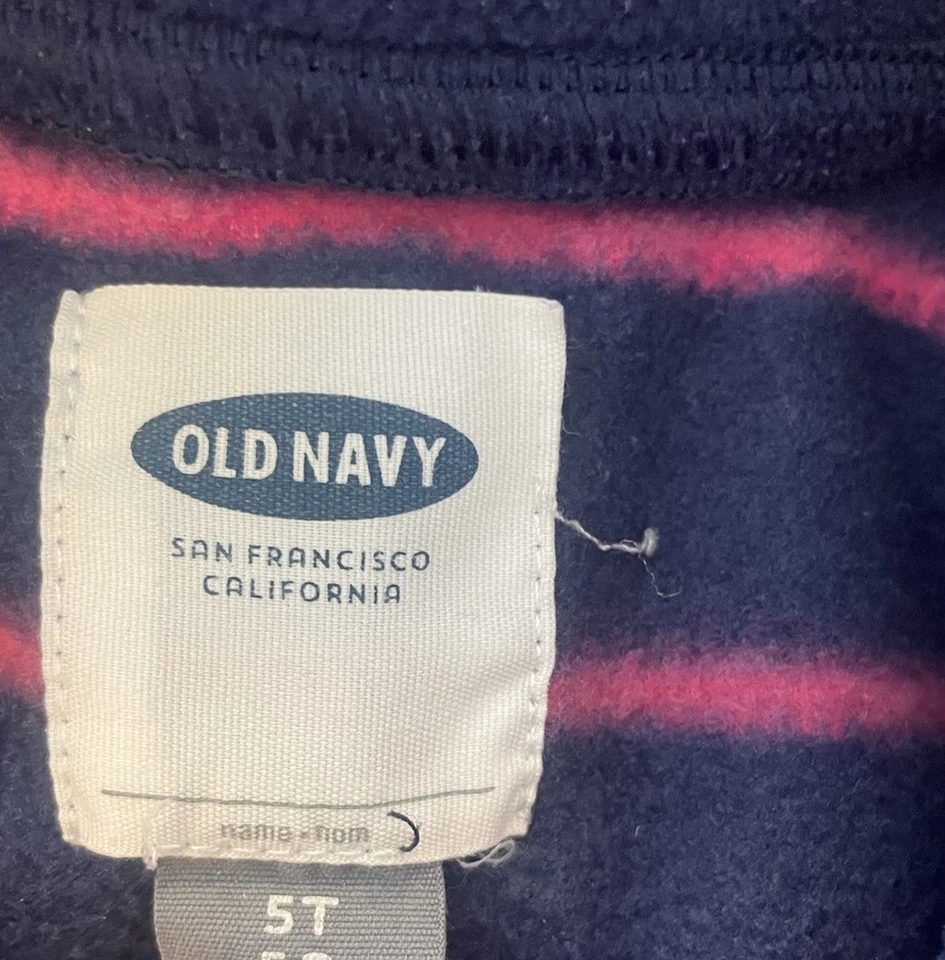 OLD NAVY
SAN FRANCISCO
CALIFORNIA
name • nom
5T